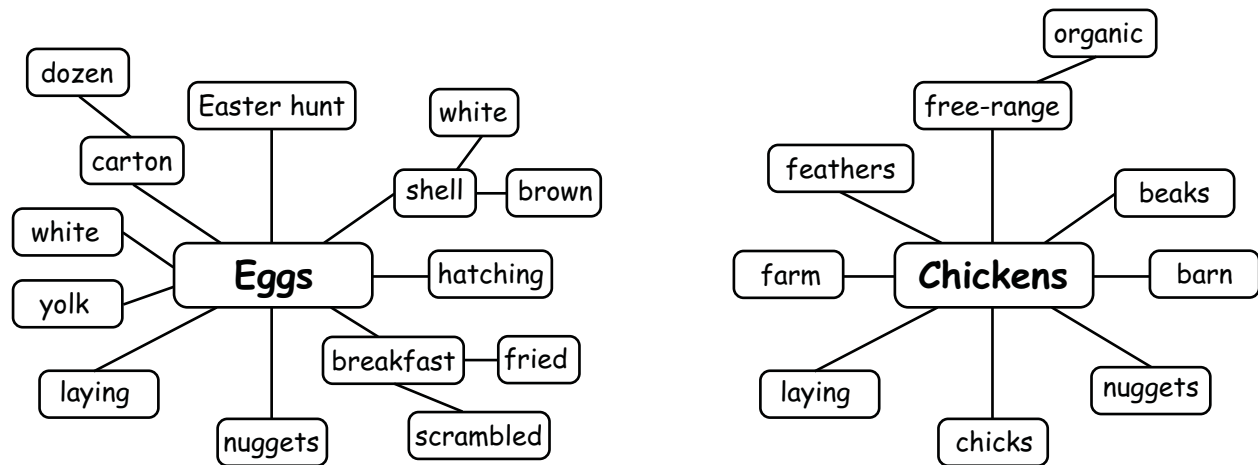 dozen
Easter hunt
white
carton
shell
brown
white
Eggs
hatching
yolk
breakfast
fried
laying
nuggets
scrambled
organic
free-range
feathers
beaks
farm
Chickens
barn
laying
nuggets
chicks